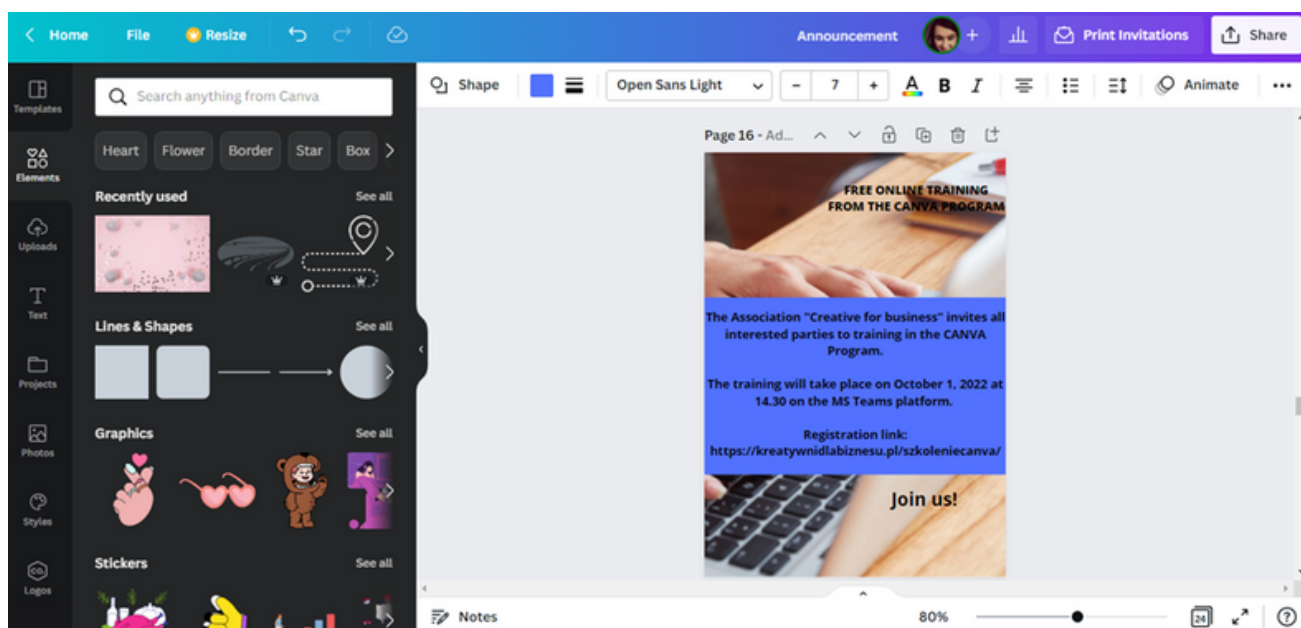 Home File Resize Announcement + Print Invitations Share
Templates
Elements
Uploads
Text
Projects
Photos
Styles
CO.
Logos
Search anything from Canva
Heart Flower Border Star Box
Recently used See all
Lines & Shapes See all
Graphics See all
Stickers See all
Shape Open Sans Light – 7 + A B I Animate ...
Page 16 - Ad...
FREE ONLINE TRAINING
FROM THE CANVA PROGRAM
The Association "Creative for business" invites all
interested parties to training in the CANVA
Program.
The training will take place on October 1, 2022 at
14.30 on the MS Teams platform.
Registration link:
https://kreatywnidlabiznesu.pl/szkoleniecanva/
Join us!
Notes 80% 24 ?